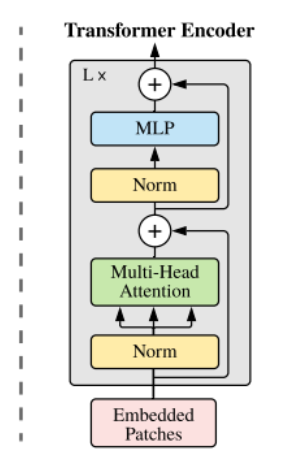 Transformer Encoder
L x
+
MLP
Norm
+
Multi-Head
Attention
Norm
Embedded
Patches